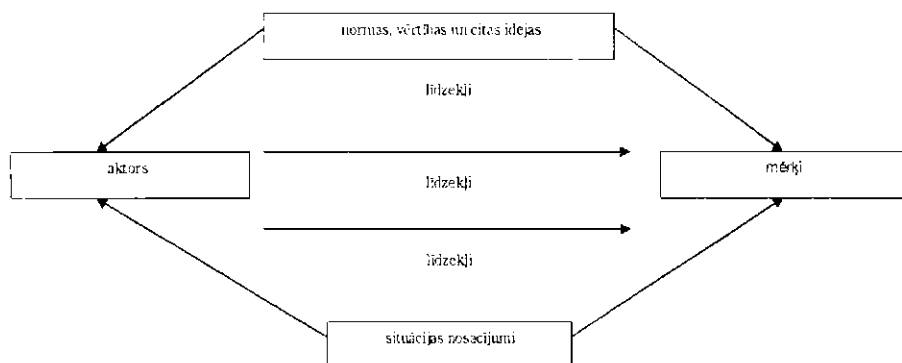 normas, vērtības un citas idejas
līdzekļi
aktors
mērķi
līdzekļi
līdzekļi
situācijas nosacījumi